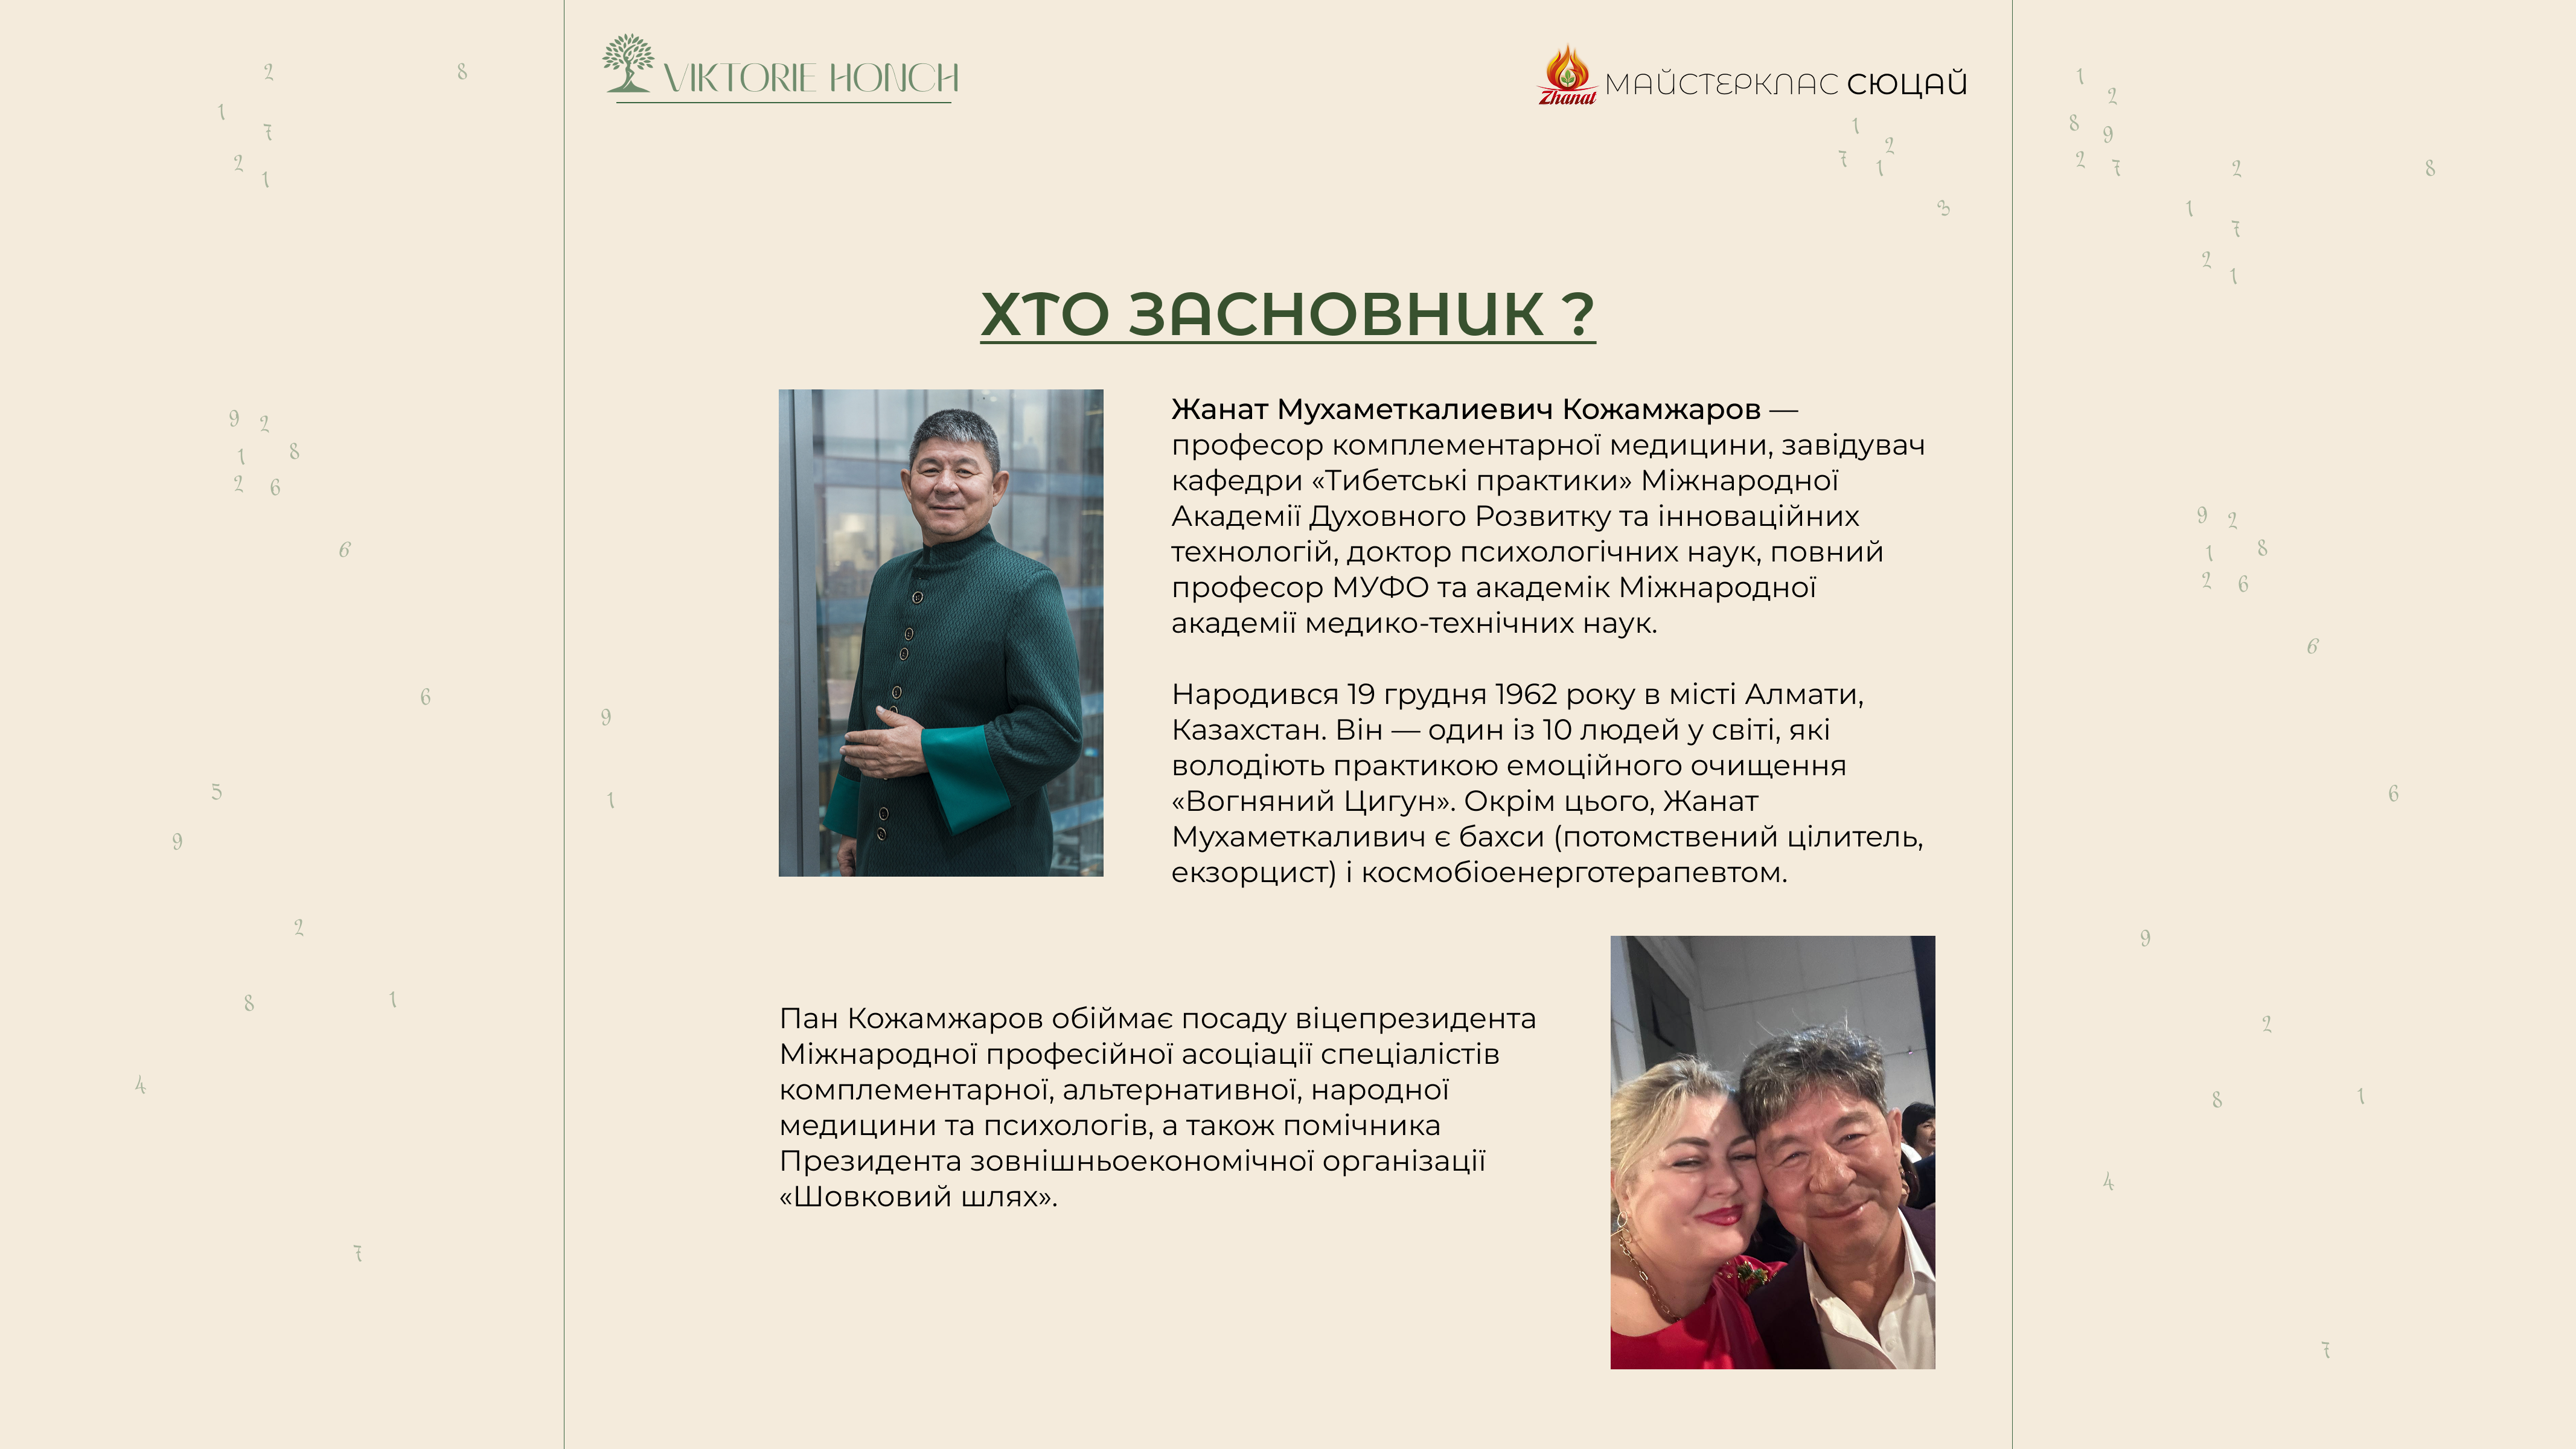 VIKTORIE HONCH
Zhanat
МАЙСТЕРКЛАС СЮЦАЙ
ХТО ЗАСНОВНИК ?
Жанат Мухаметкалиевич Кожамжаров —
професор комплементарної медицини, завідувач
кафедри «Тибетські практики» Міжнародної
Академії Духовного Розвитку та інноваційних
технологій, доктор психологічних наук, повний
професор МУФО та академік Міжнародної
академії медико-технічних наук.
Народився 19 грудня 1962 року в місті Алмати,
Казахстан. Він — один із 10 людей у світі, які
володіють практикою емоційного очищення
«Вогняний Цигун». Окрім цього, Жанат
Мухаметкаливич є бахси (потомствений цілитель,
екзорцист) і космобіоенерготерапевтом.
Пан Кожамжаров обіймає посаду віцепрезидента
Міжнародної професійної асоціації спеціалістів
комплементарної, альтернативної, народної
медицини та психологів, а також помічника
Президента зовнішньоекономічної організації
«Шовковий шлях».